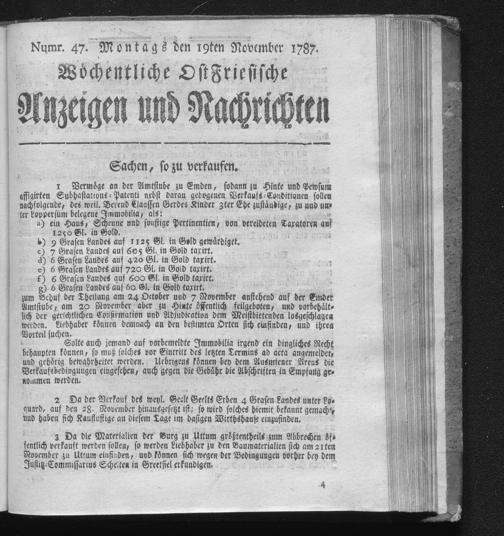 Numr. 47. Montags den 19ten November 1787.
Wöchentliche OstFriesische
Anzeigen und Nachrichten
Sachen, so zu verkaufen.
1 Vermöge an der Amtstube zu Emden, sodann zu Hinte und Pewsum
affigirten Subhastations-Patenti nebst daran gebogenen Verkaufs-Conditionen sollen
nachfolgende, des weil. Berend Claassen Gerdes Kinder 3ter Ehe zuständige, zu und un-
ter Loppersum belegene Immobilia, als:
a) ein Haus, Scheune und sonstige Pertinentien, von vereideten Taxatoren auf
1250 Gl. in Gold.
b) 9 Grasen Landes auf 1125 Gl. in Gold gewürdiget.
c) 7 Grasen Landes auf 605 Gl. in Gold taxirt.
d) 6 Grasen Landes auf 420 Gl. in Gold taxirt.
e) 6 Grasen Landes auf 720 Gl. in Gold taxirt.
f) 6 Grasen Landes auf 600 Gl. in Gold taxirt.
g) 6 Grasen Landes auf 60 Gl. in Gold taxirt.
zum Behuf der Theilung am 24 October und 7 November anstehend auf der Emder
Amtstube, am 20 November aber zu Hinte öffentlich feilgeboten, und vorbehält-
lich der gerichtlichen Confirmation und Adjudication dem Meistbietenden losgeschlagen
werden. Liebhaber können demnach an den bestimten Orten sich einfinden, und ihren
Vortheil suchen.
Solte auch jemand auf vorbemeldte Immobilia irgend ein dingliches Recht
behaupten können, so muß solches vor Eintritt des letzten Termins ad acta angemeldet,
und gehörig bewahrheitet werden. Uebrigens können bey dem Ausmiener Arens die
Verkaufsbedingungen eingesehen, auch gegen die Gebühr die Abschriften in Empfang ge-
nommen werden.
2 Da der Verkauf des weyl. Geelt Geelts Erben 4 Grasen Landes unter Lo-
quard, auf den 28. November hinausgesetzt ist; so wird solches hiemit bekannt gemacht,
und haben sich Kauflustige an diesem Tage im dasigen Wirthshause einzufinden.
3 Da die Materialien der Burg zu Uttum größtentheils zum Abbrechen öf-
fentlich verkauft werden sollen, so werden Liebhaber zu den Baumaterialien sich am 21ten
November zu Uttum einfinden, und können sich wegen der Bedingungen vorher bey dem
Justitz-Commissarius Schelten in Greetsiel erkundigen.
4